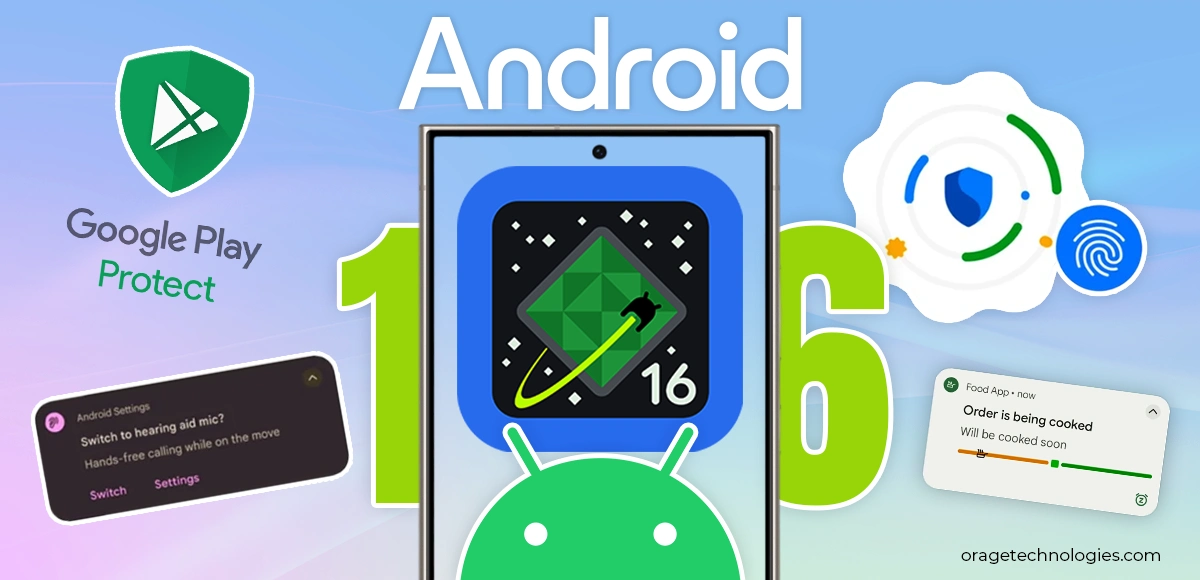 Android
16
Google Play
Protect
16
Android Settings
Switch to hearing aid mic?
Hands-free calling while on the move
Switch Settings
Food App • now
Order is being cooked
Will be cooked soon
oragetechnologies.com